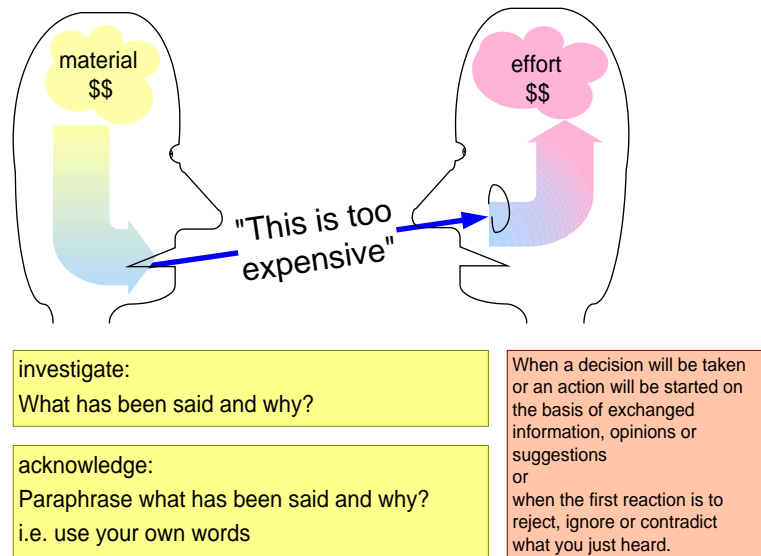 material
$$
effort
$$
"This is too
expensive"
investigate:
What has been said and why?
acknowledge:
Paraphrase what has been said and why?
i.e. use your own words
When a decision will be taken
or an action will be started on
the basis of exchanged
information, opinions or
suggestions
or
when the first reaction is to
reject, ignore or contradict
what you just heard.